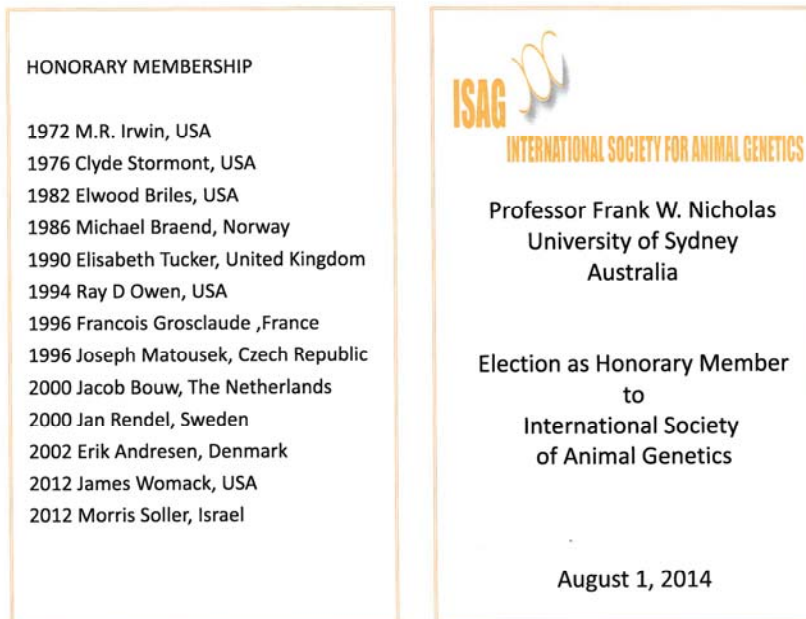 HONORARY MEMBERSHIP
1972 M.R. Irwin, USA
1976 Clyde Stormont, USA
1982 Elwood Briles, USA
1986 Michael Braend, Norway
1990 Elisabeth Tucker, United Kingdom
1994 Ray D Owen, USA
1996 Francois Grosclaude ,France
1996 Joseph Matousek, Czech Republic
2000 Jacob Bouw, The Netherlands
2000 Jan Rendel, Sweden
2002 Erik Andresen, Denmark
2012 James Womack, USA
2012 Morris Soller, Israel
ISAG
INTERNATIONAL SOCIETY FOR ANIMAL GENETICS
Professor Frank W. Nicholas
University of Sydney
Australia
Election as Honorary Member
to
International Society
of Animal Genetics
August 1, 2014